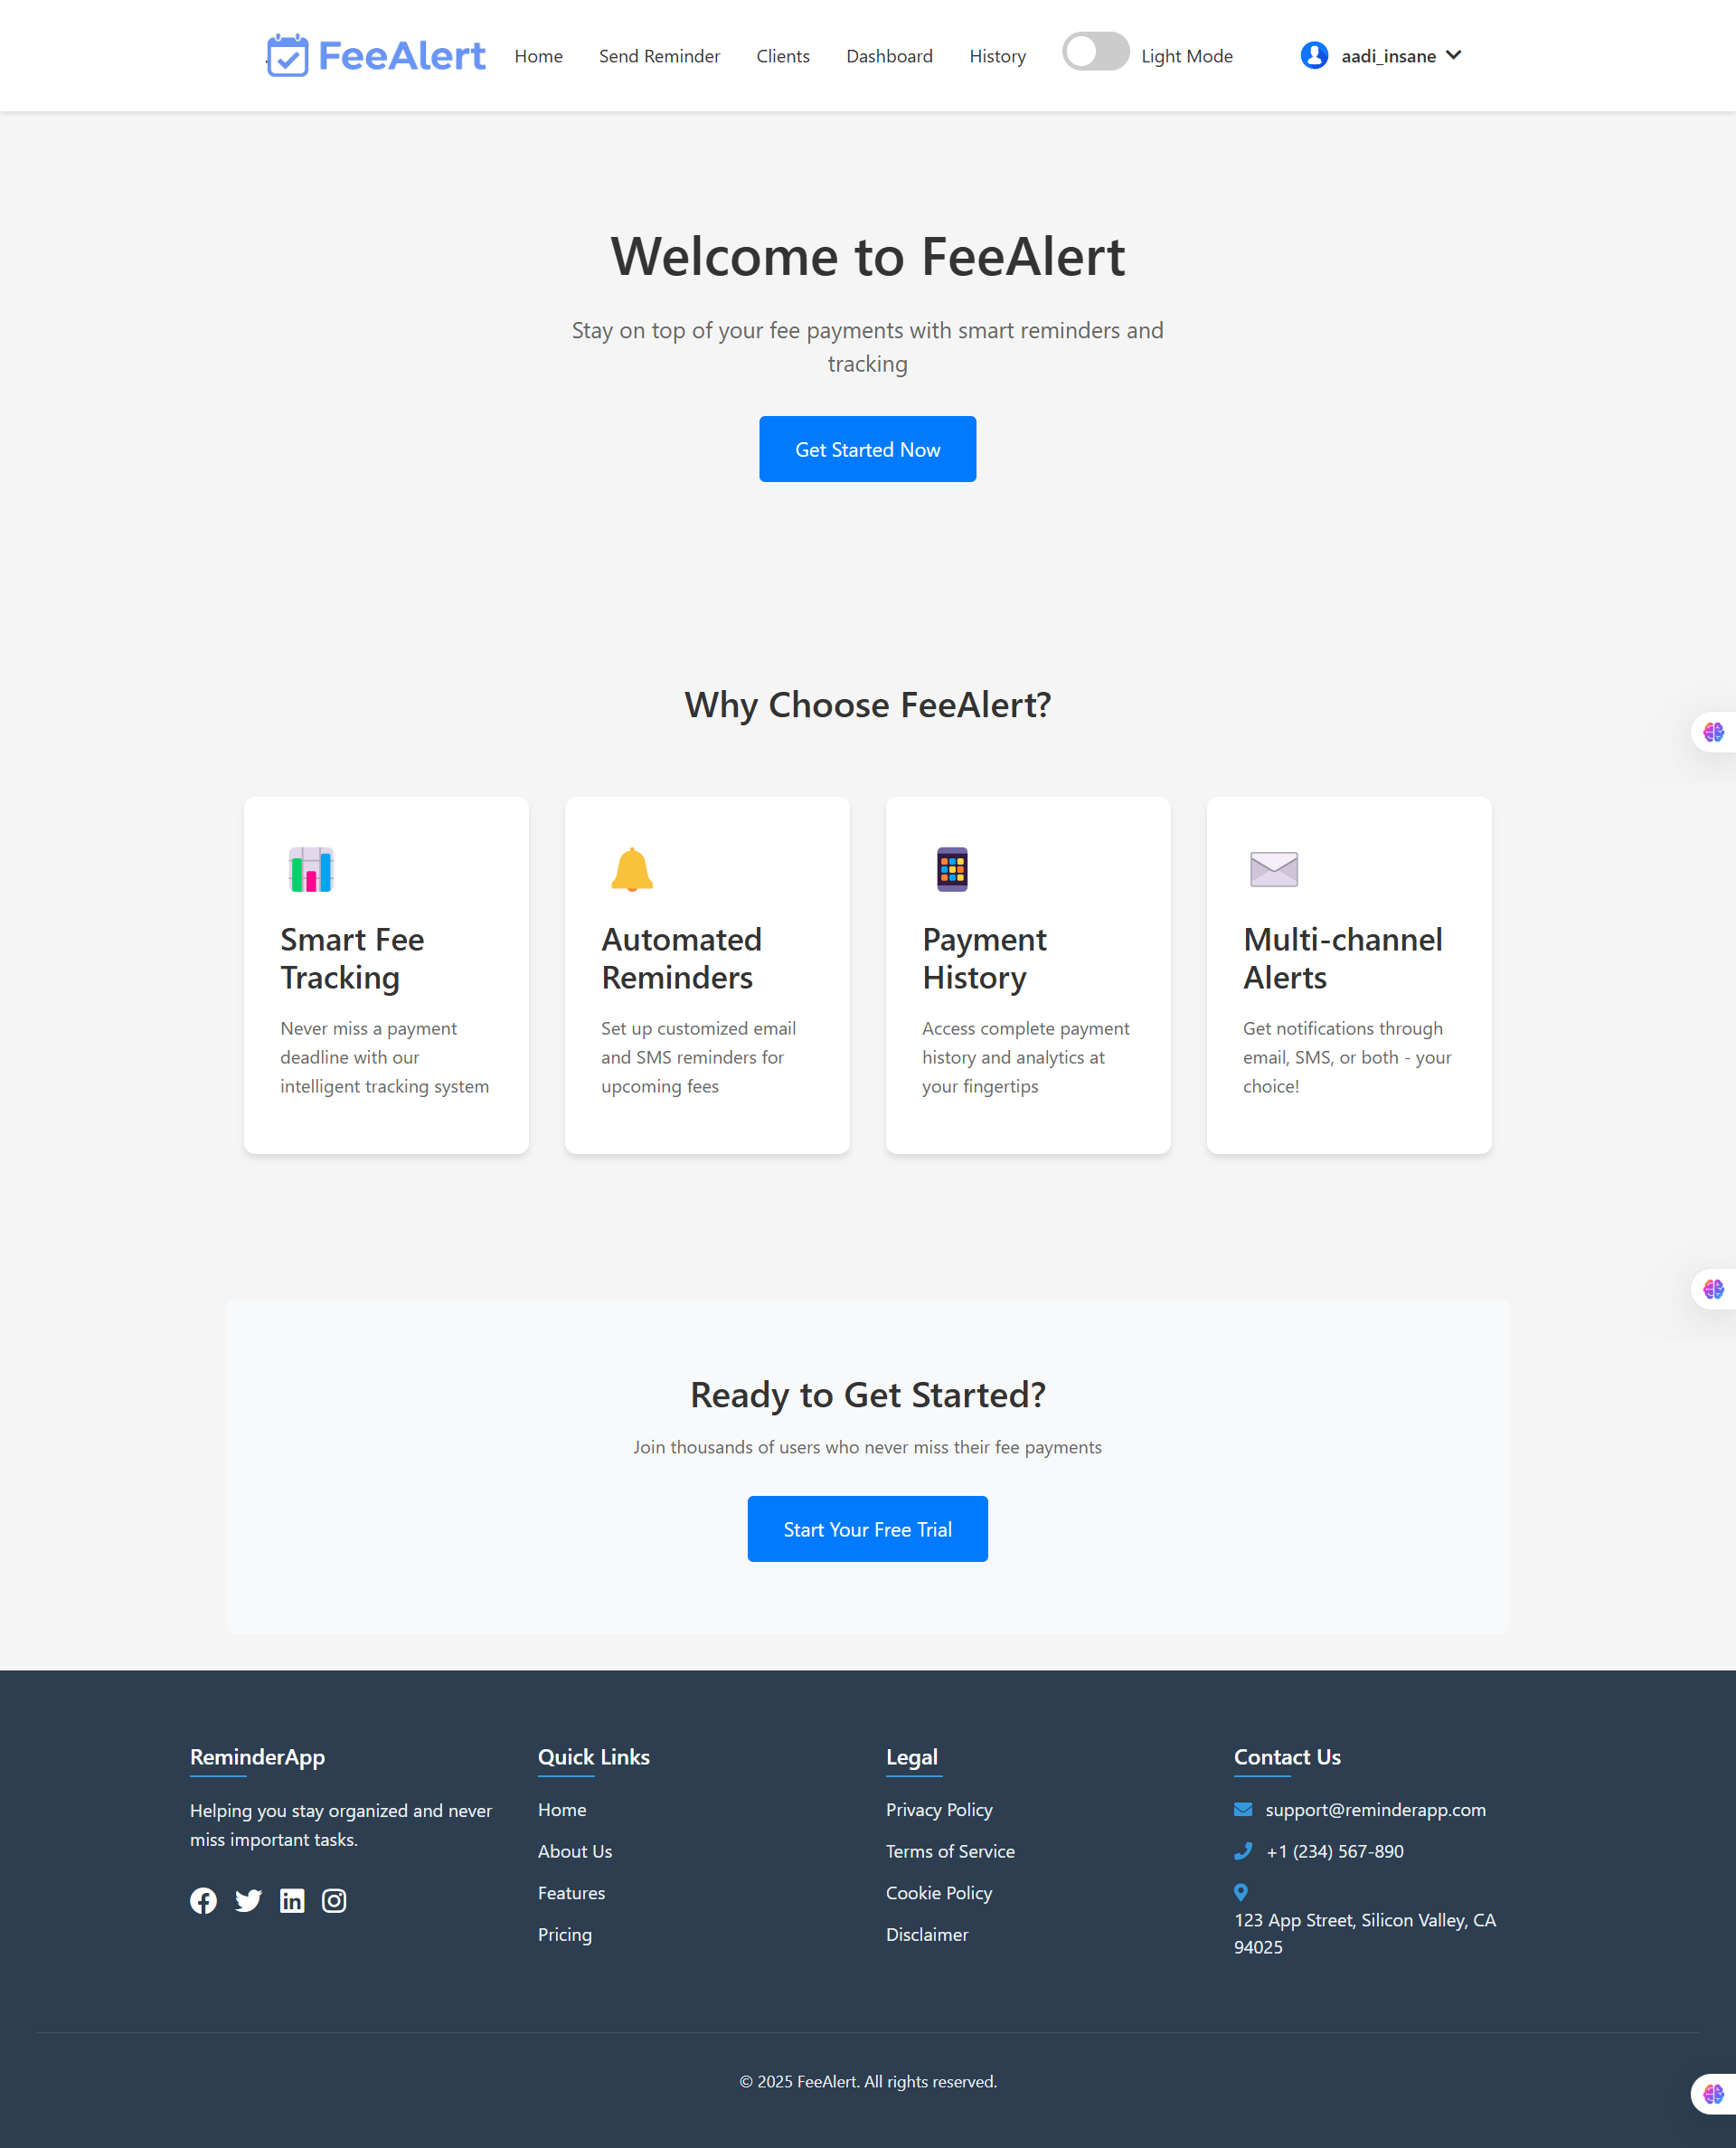 FeeAlert Home Send Reminder Clients Dashboard History Light Mode aadi_insane
Welcome to FeeAlert
Stay on top of your fee payments with smart reminders and
tracking
Get Started Now
Why Choose FeeAlert?
Smart Fee
Tracking
Never miss a payment
deadline with our
intelligent tracking system
Automated
Reminders
Set up customized email
and SMS reminders for
upcoming fees
Payment
History
Access complete payment
history and analytics at
your fingertips
Multi-channel
Alerts
Get notifications through
email, SMS, or both - your
choice!
Ready to Get Started?
Join thousands of users who never miss their fee payments
Start Your Free Trial
ReminderApp
Helping you stay organized and never
miss important tasks.
Quick Links
Home
About Us
Features
Pricing
Legal
Privacy Policy
Terms of Service
Cookie Policy
Disclaimer
Contact Us
support@reminderapp.com
+1 (234) 567-890
123 App Street, Silicon Valley, CA
94025
© 2025 FeeAlert. All rights reserved.